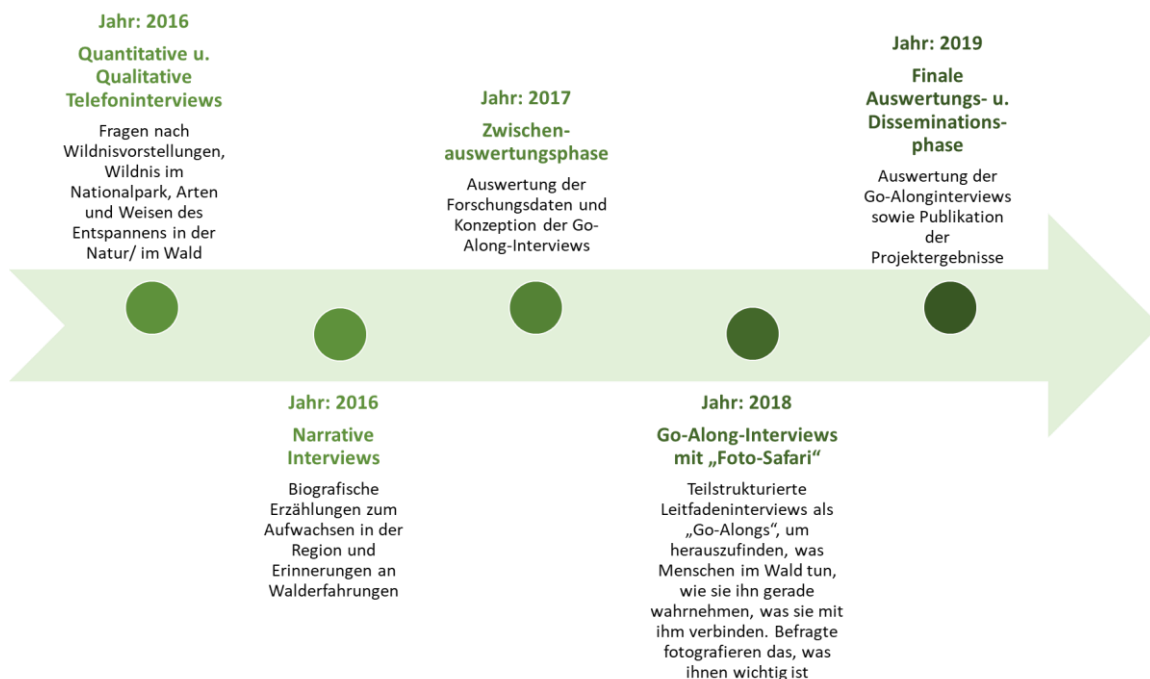 Jahr: 2016
Quantitative u.
Qualitative
Telefoninterviews
Fragen nach
Wildnisvorstellungen,
Wildnis im
Nationalpark, Arten
und Weisen des
Entspannens in der
Natur/ im Wald
Jahr: 2016
Narrative
Interviews
Biografische
Erzählungen zum
Aufwachsen in der
Region und
Erinnerungen an
Walderfahrungen
Jahr: 2017
Zwischen-
auswertungsphase
Auswertung der
Forschungsdaten und
Konzeption der Go-
Along-Interviews
Jahr: 2018
Go-Along-Interviews
mit „Foto-Safari“
Teilstrukturierte
Leitfadeninterviews als
„Go-Alongs“, um
herauszufinden, was
Menschen im Wald tun,
wie sie ihn gerade
wahrnehmen, was sie mit
ihm verbinden. Befragte
fotografieren das, was
ihnen wichtig ist
Jahr: 2019
Finale
Auswertungs- u.
Disseminations-
phase
Auswertung der
Go-Alonginterviews
sowie Publikation
der
Projektergebnisse